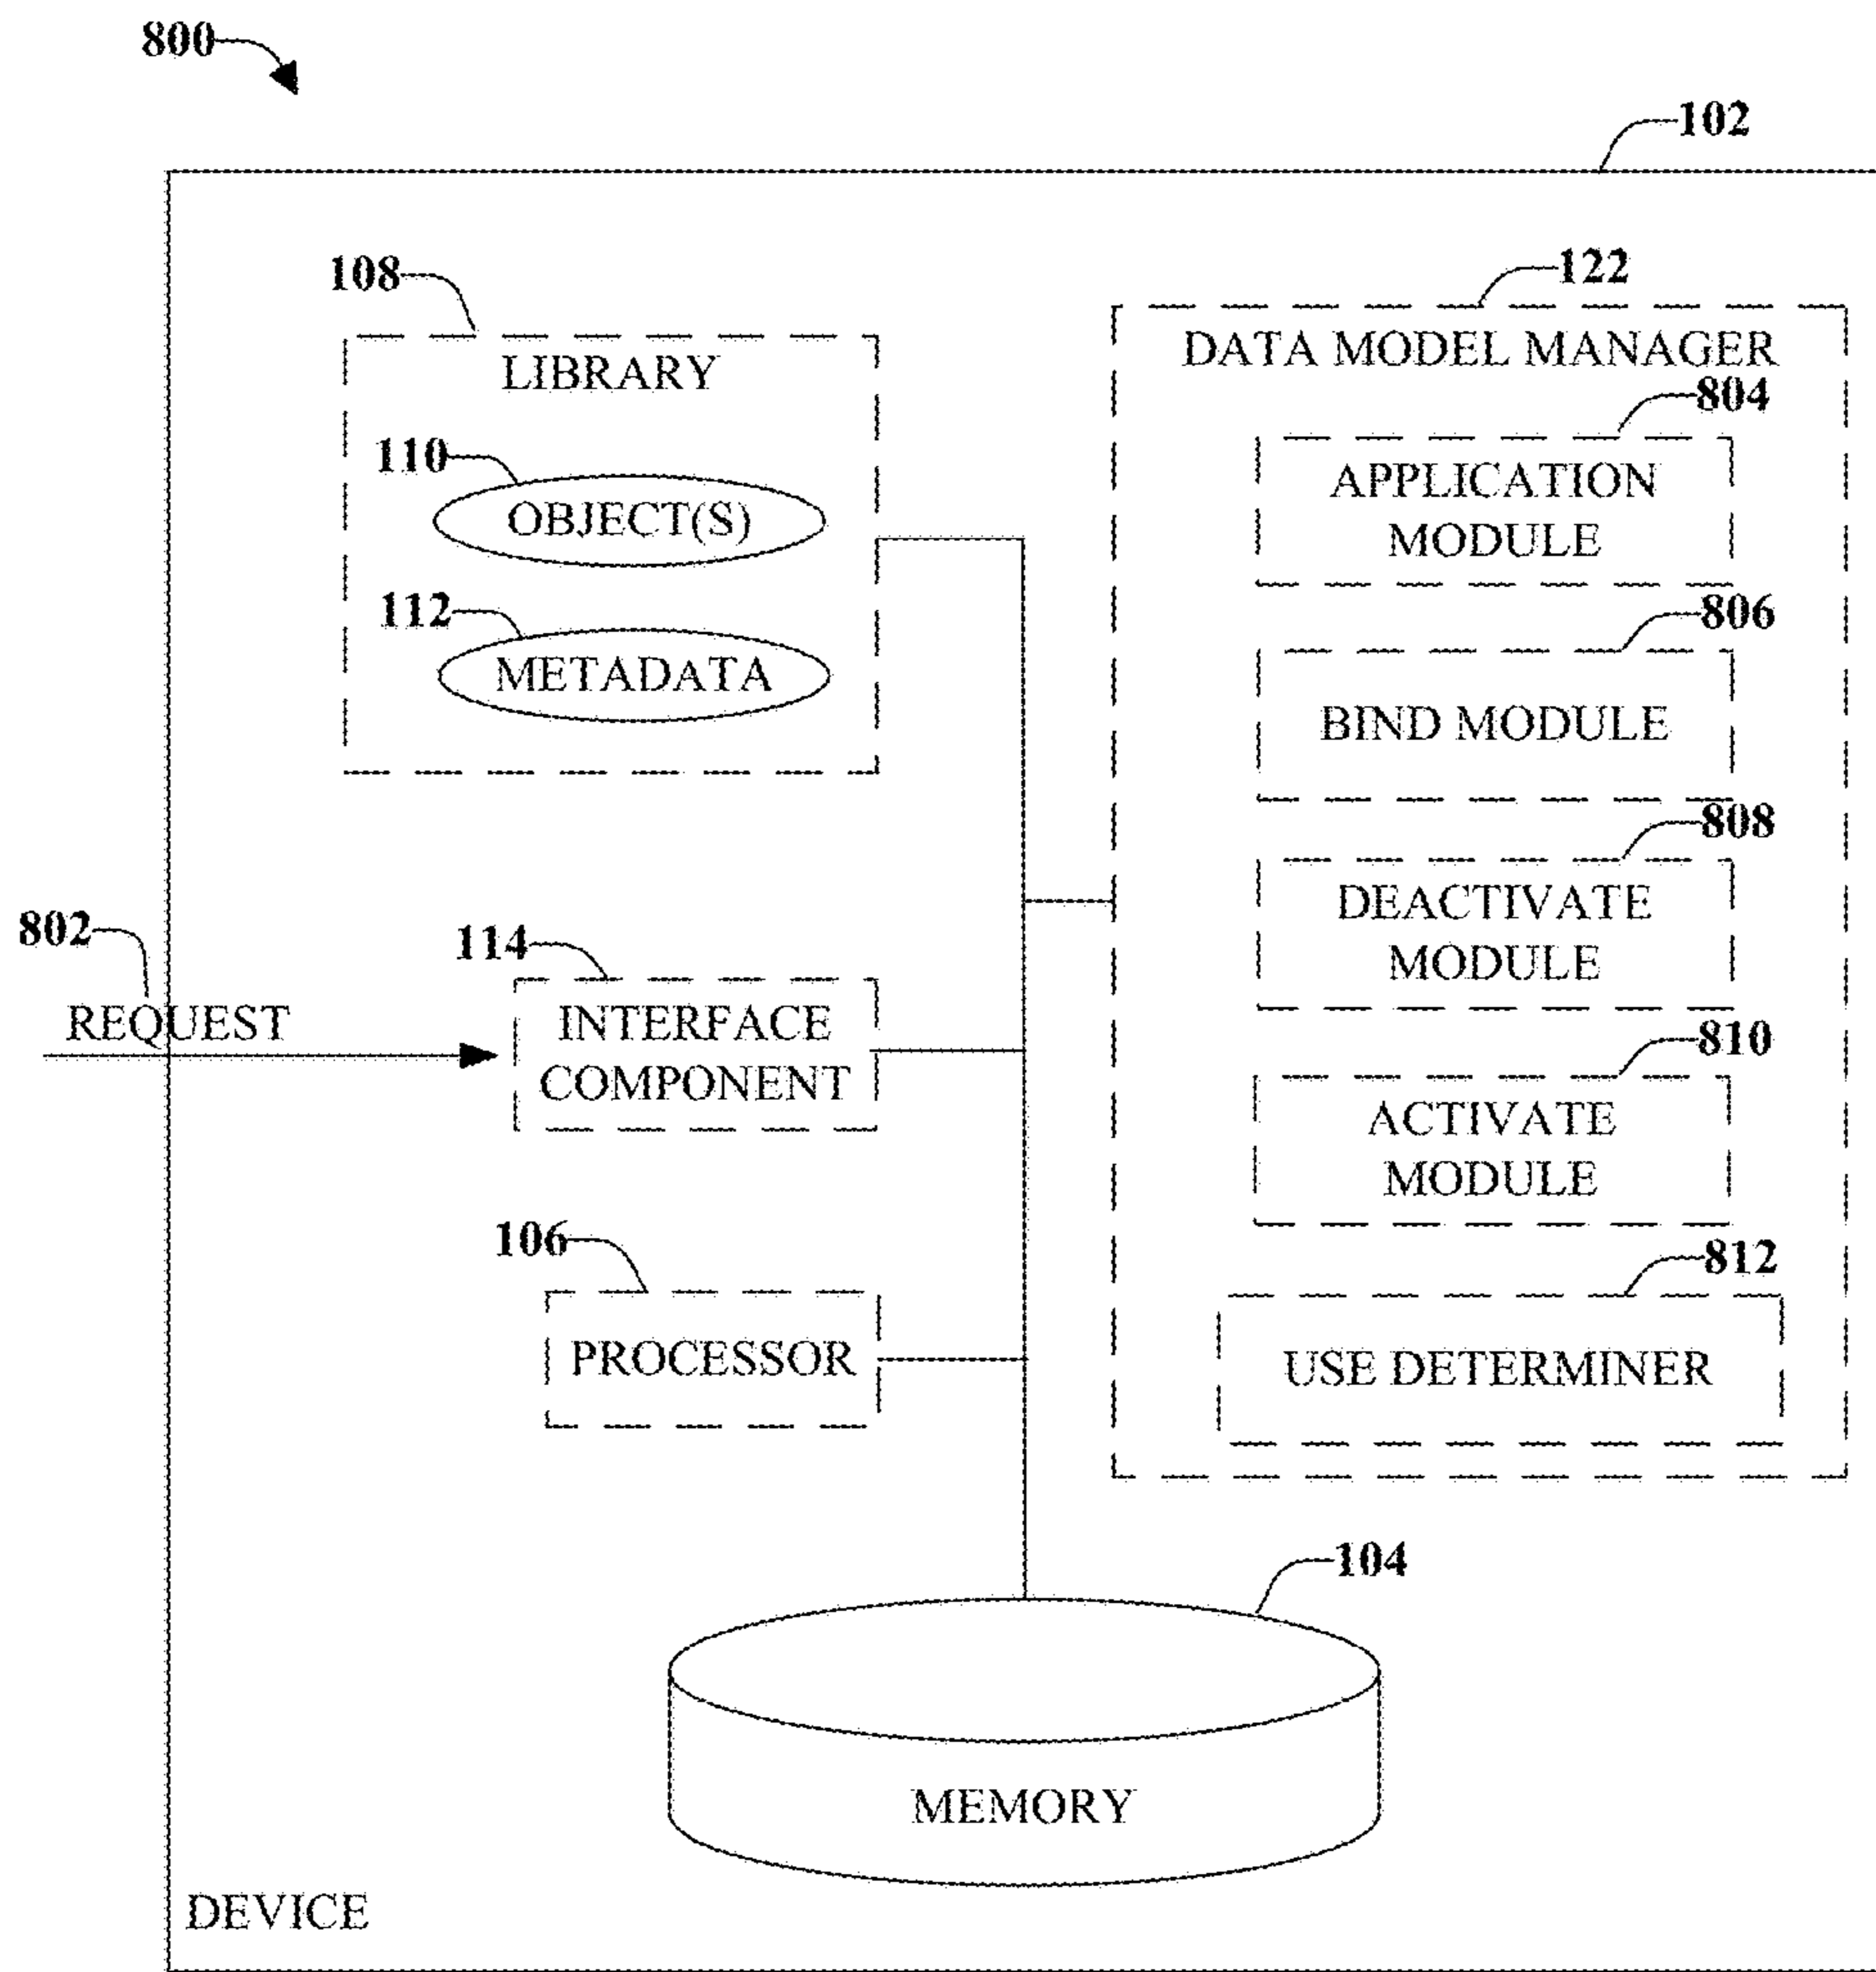 800
102
108
122
LIBRARY
DATA MODEL MANAGER
804
110
OBJECT(S)
APPLICATION
MODULE
112
METADATA
806
BIND MODULE
808
DEACTIVATE
MODULE
802
REQUEST
114
INTERFACE
COMPONENT
810
ACTIVATE
MODULE
106
PROCESSOR
812
USE DETERMINER
104
MEMORY
DEVICE